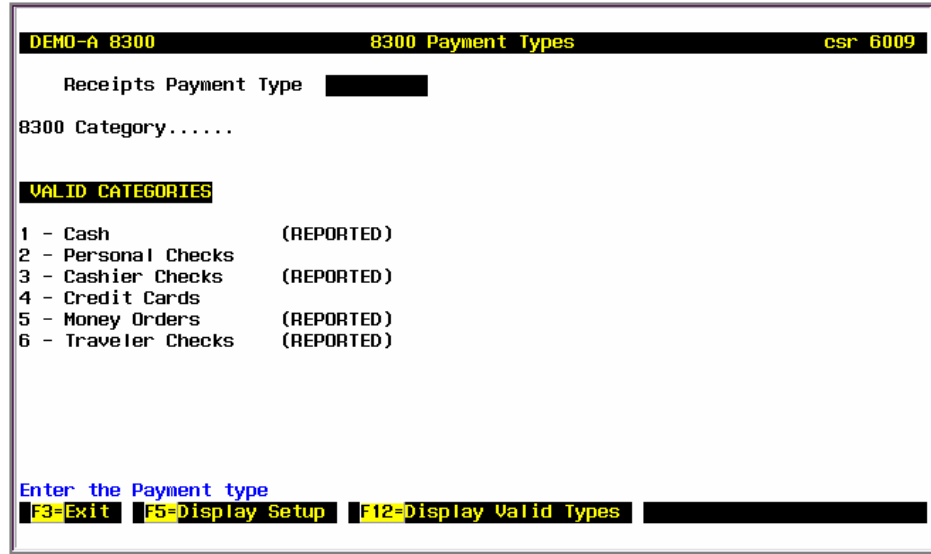 DEMO-A 8300 8300 Payment Types csr 6009
Receipts Payment Type
8300 Category......
VALID CATEGORIES
1 - Cash (REPORTED)
2 - Personal Checks
3 - Cashier Checks (REPORTED)
4 - Credit Cards
5 - Money Orders (REPORTED)
6 - Traveler Checks (REPORTED)
Enter the Payment type
F3=Exit F5=Display Setup F12=Display Valid Types